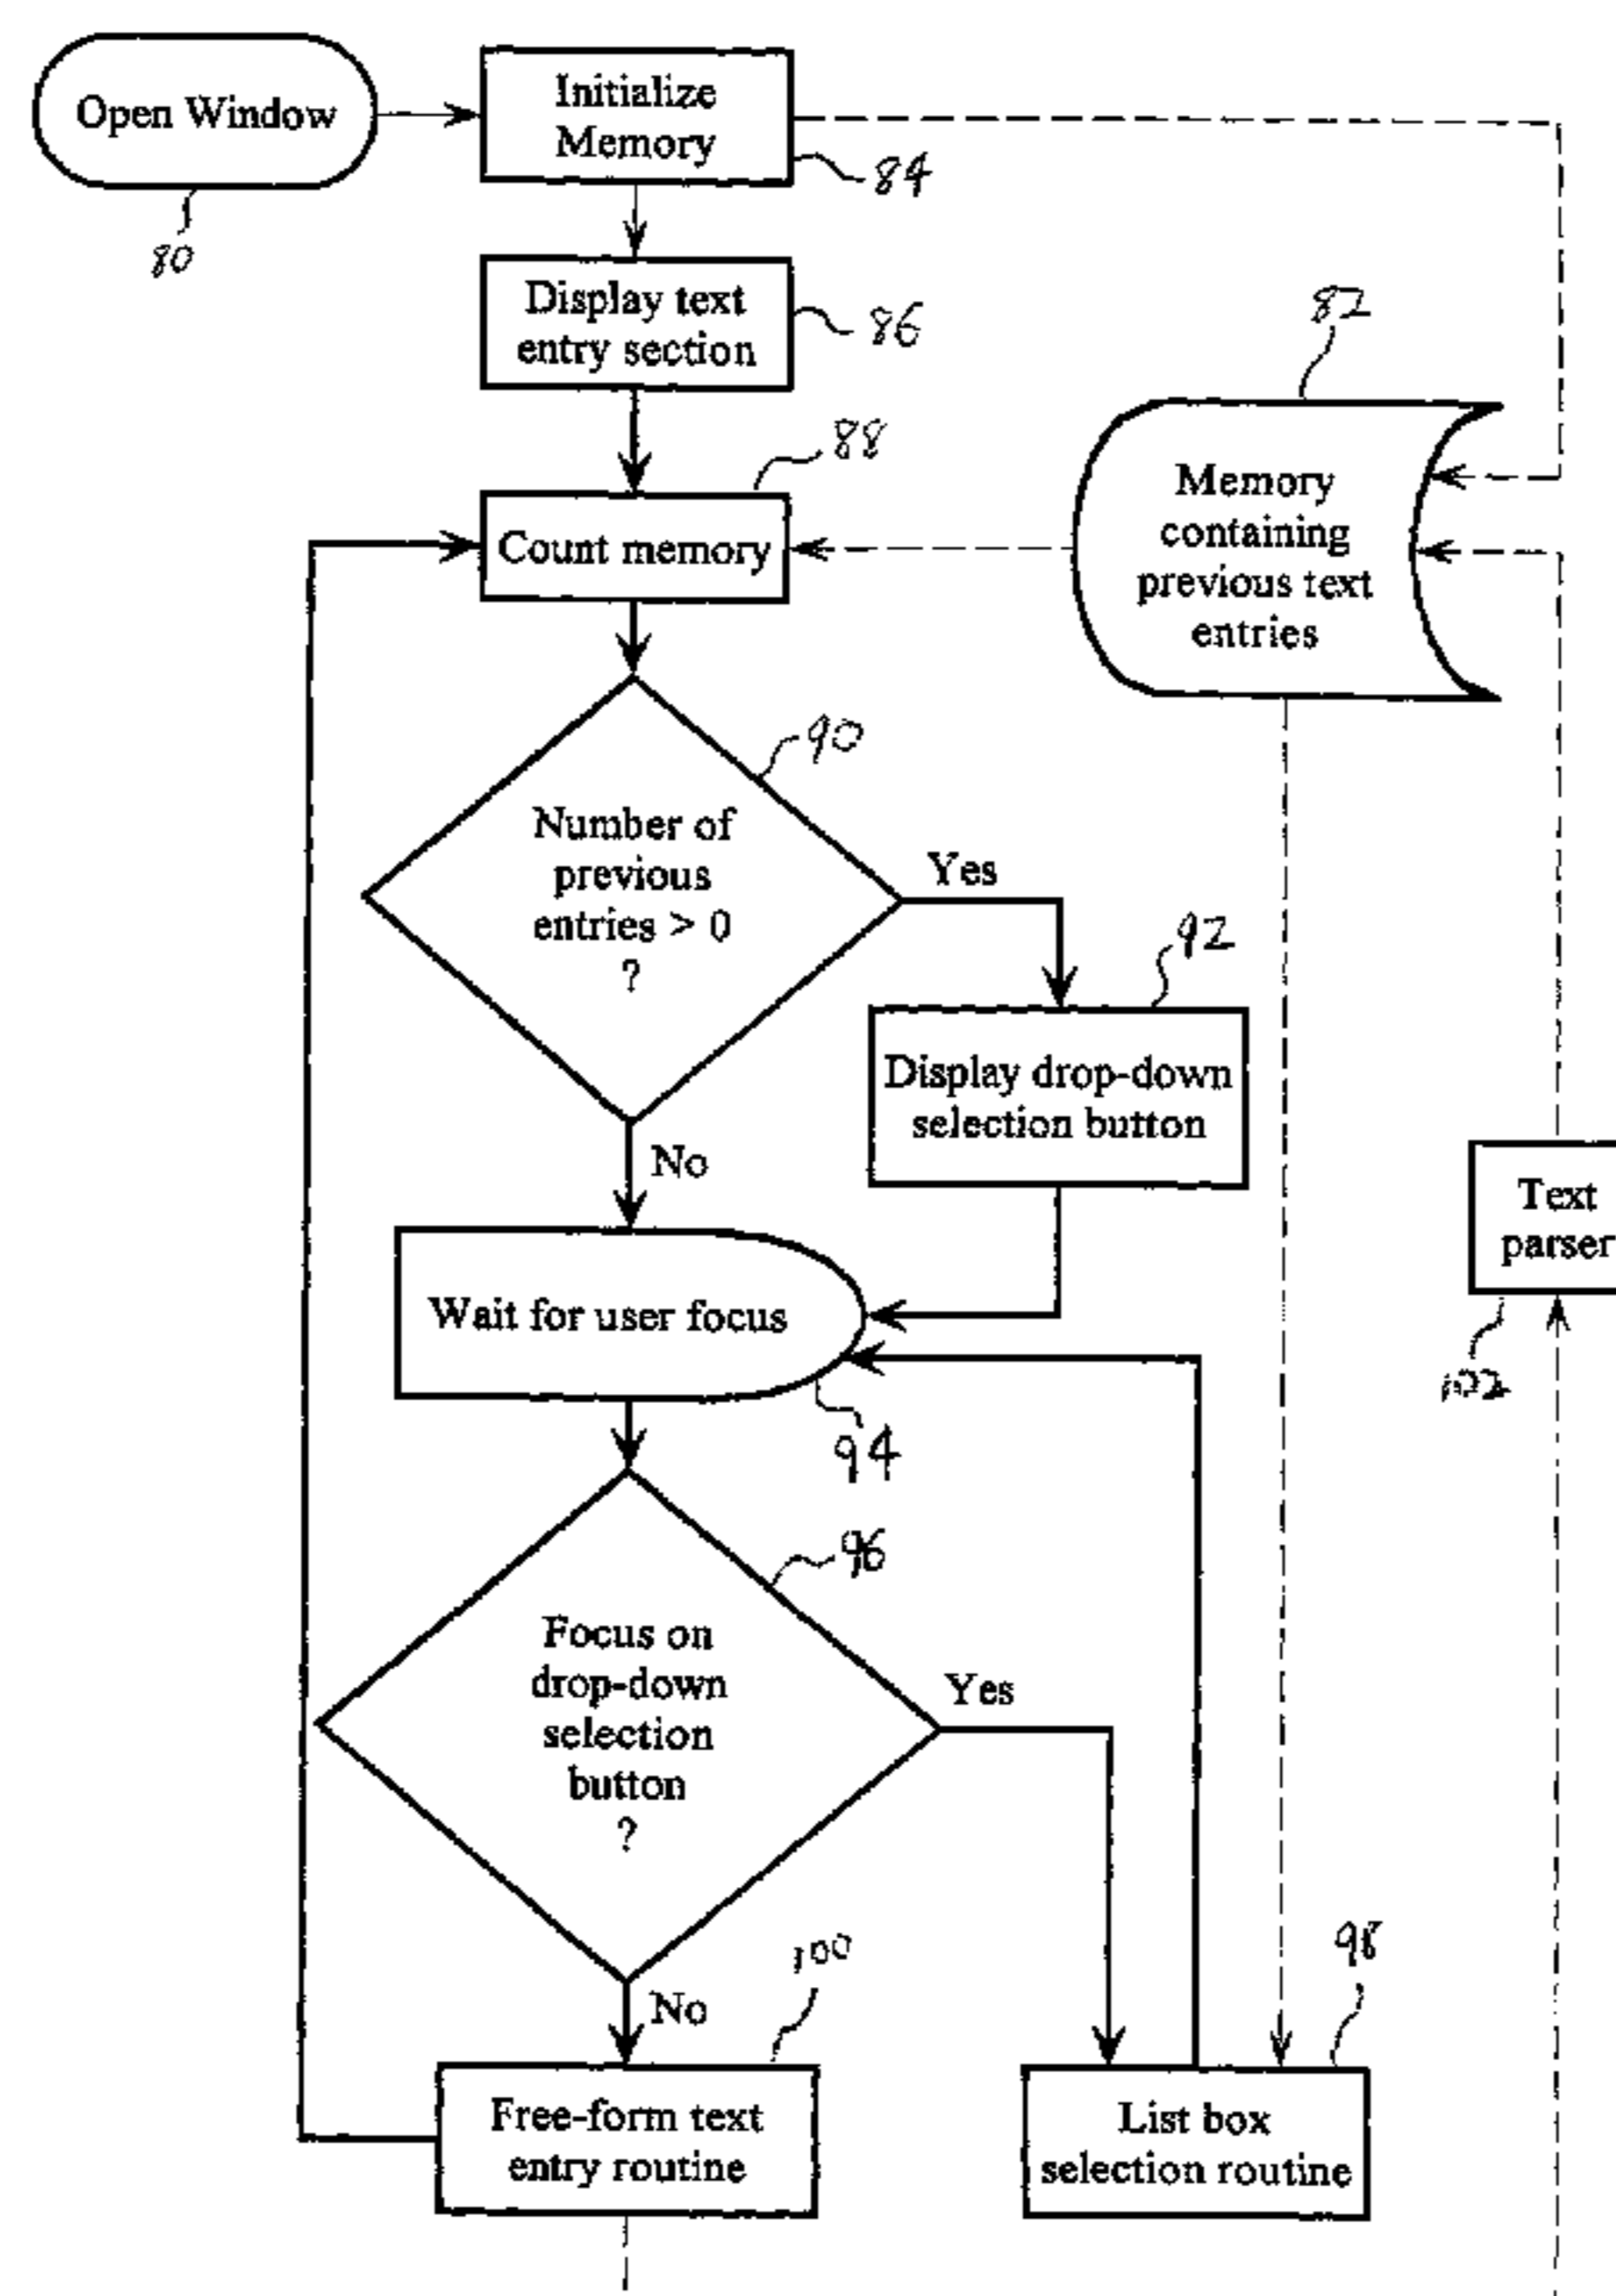 Open Window
80
Initialize
Memory
84
Display text
entry section
86
82
88
Count memory
Memory
containing
previous text
entries
90
Number of
previous
entries > 0
?
Yes
92
Display drop-down
selection button
No
Text
parser
102
Wait for user focus
94
96
Focus on
drop-down
selection
button
?
Yes
No
100
98
Free-form text
entry routine
List box
selection routine